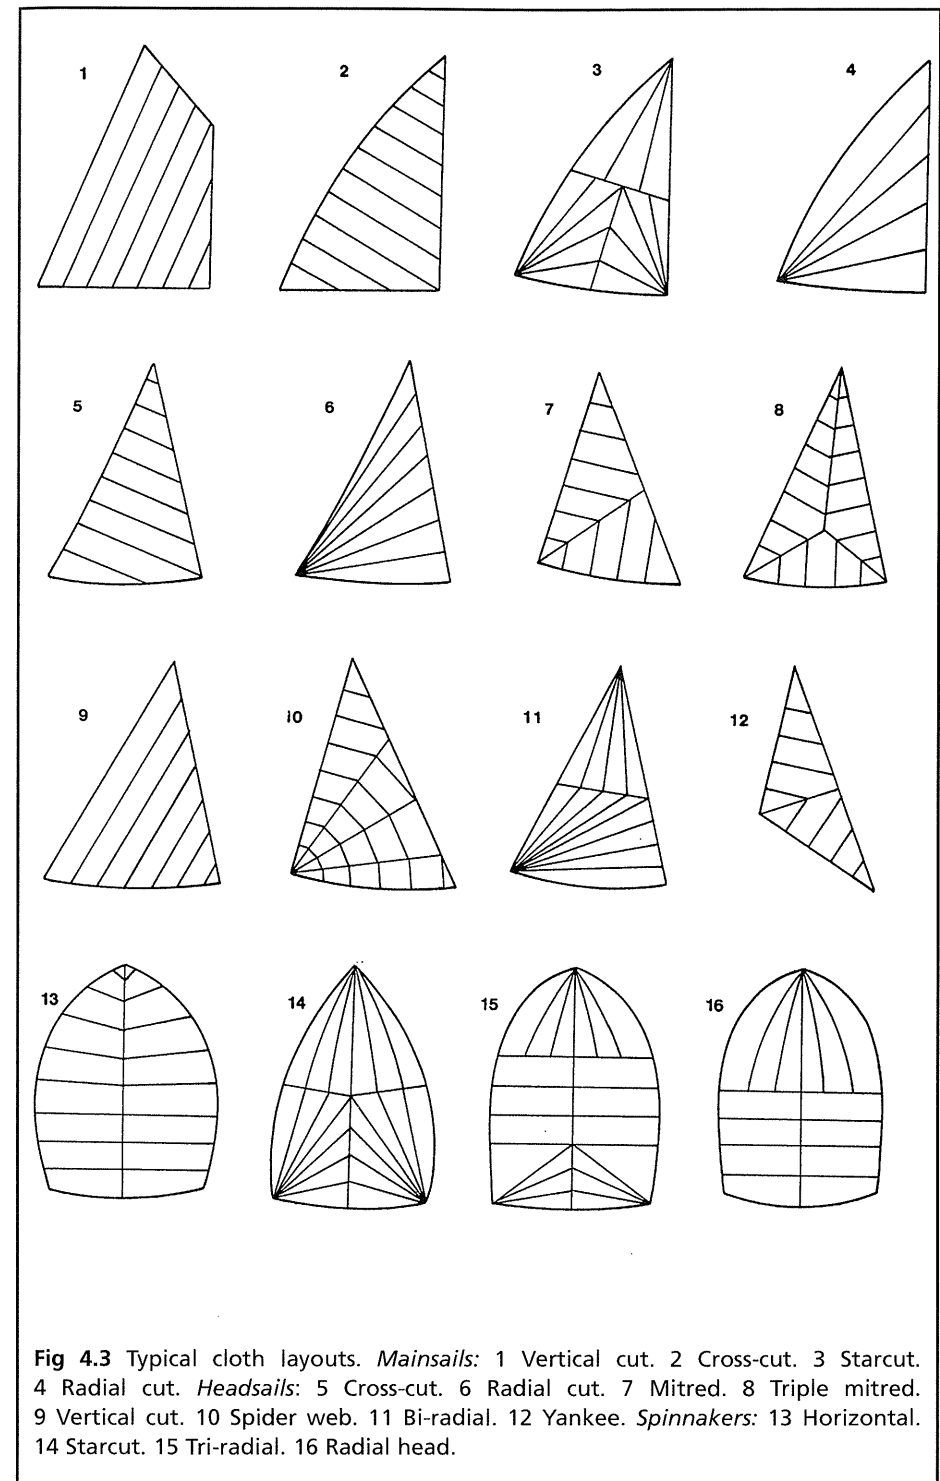 1 2 3 4
5 6 7 8
9 10 11 12
13 14 15 16
Fig 4.3 Typical cloth layouts. Mainsails: 1 Vertical cut. 2 Cross-cut. 3 Starcut.
4 Radial cut. Headsails: 5 Cross-cut. 6 Radial cut. 7 Mitred. 8 Triple mitred.
9 Vertical cut. 10 Spider web. 11 Bi-radial. 12 Yankee. Spinnakers: 13 Horizontal.
14 Starcut. 15 Tri-radial. 16 Radial head.